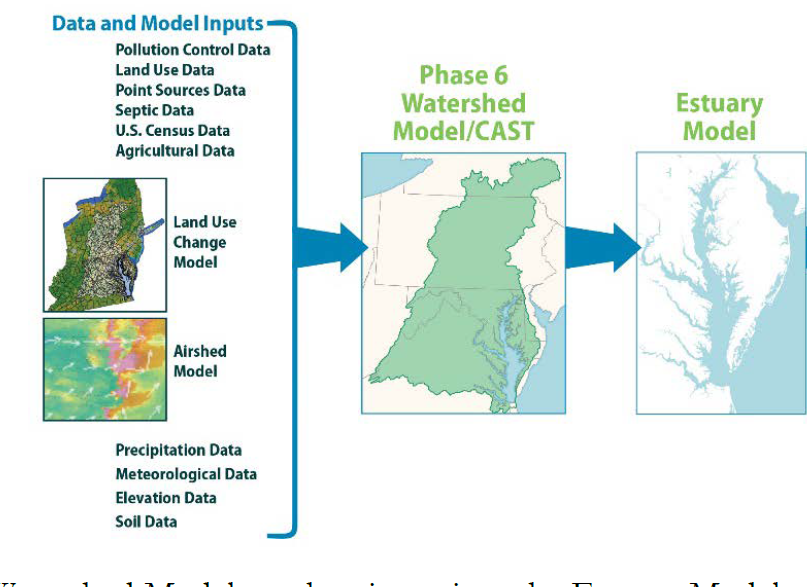 Data and Model Inputs
Pollution Control Data
Land Use Data
Point Sources Data
Septic Data
U.S. Census Data
Agricultural Data
Land Use
Change
Model
Airshed
Model
Precipitation Data
Meteorological Data
Elevation Data
Soil Data
Phase 6
Watershed
Model/CAST
Estuary
Model